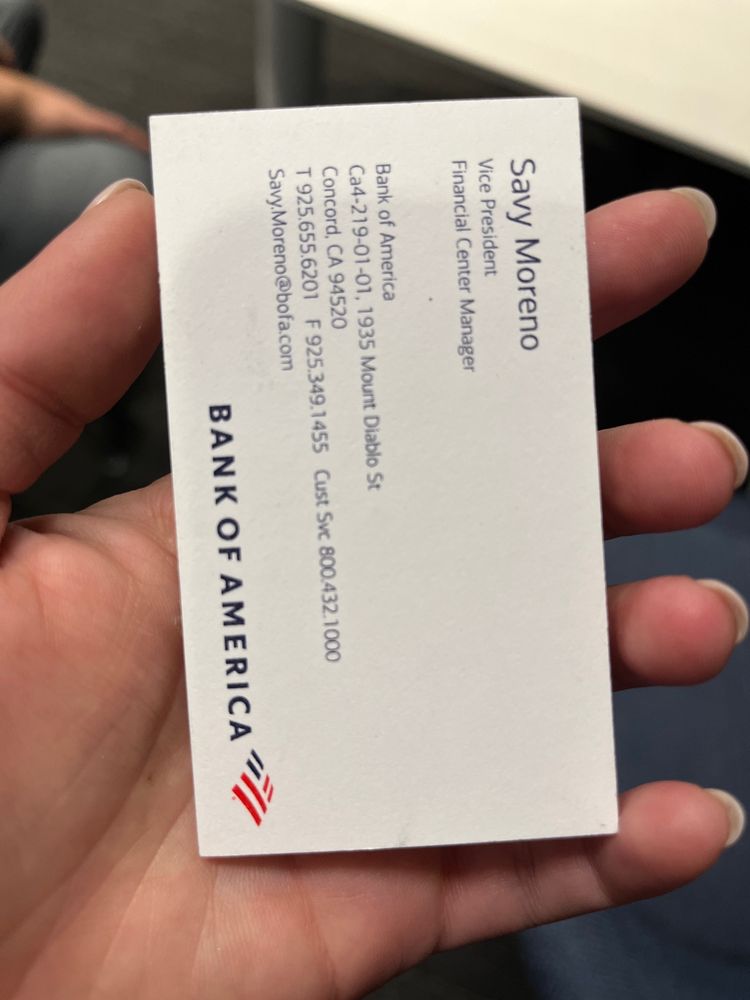 Savy Moreno
Vice President
Financial Center Manager
Bank of America
Ca4-219-01-01, 1935 Mount Diablo St
Concord, CA 94520
T 925.655.6201 F 925.349.1455 Cust Svc 800.432.1000
Savy.Moreno@bofa.com
BANK OF AMERICA